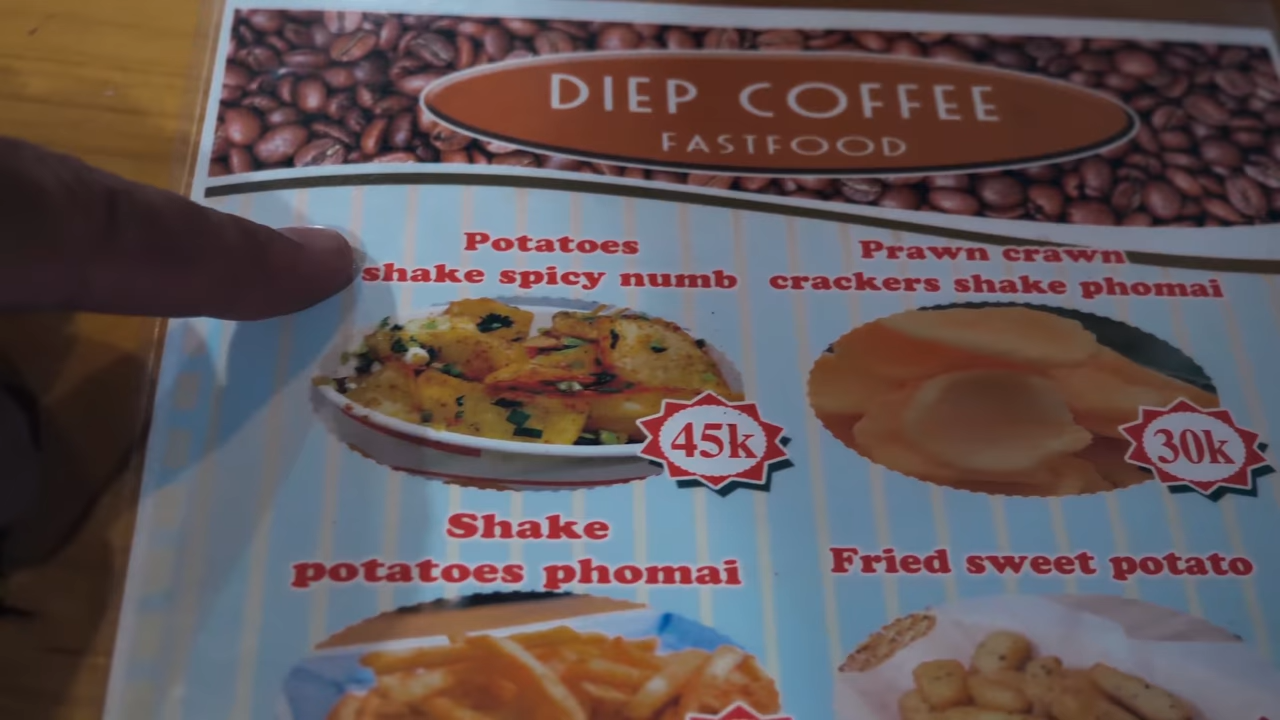 DIEP COFFEE
FASTFOOD
Potatoes
shake spicy numb
45k
Prawn crawn
crackers shake phomai
30k
Shake
potatoes phomai
Fried sweet potato